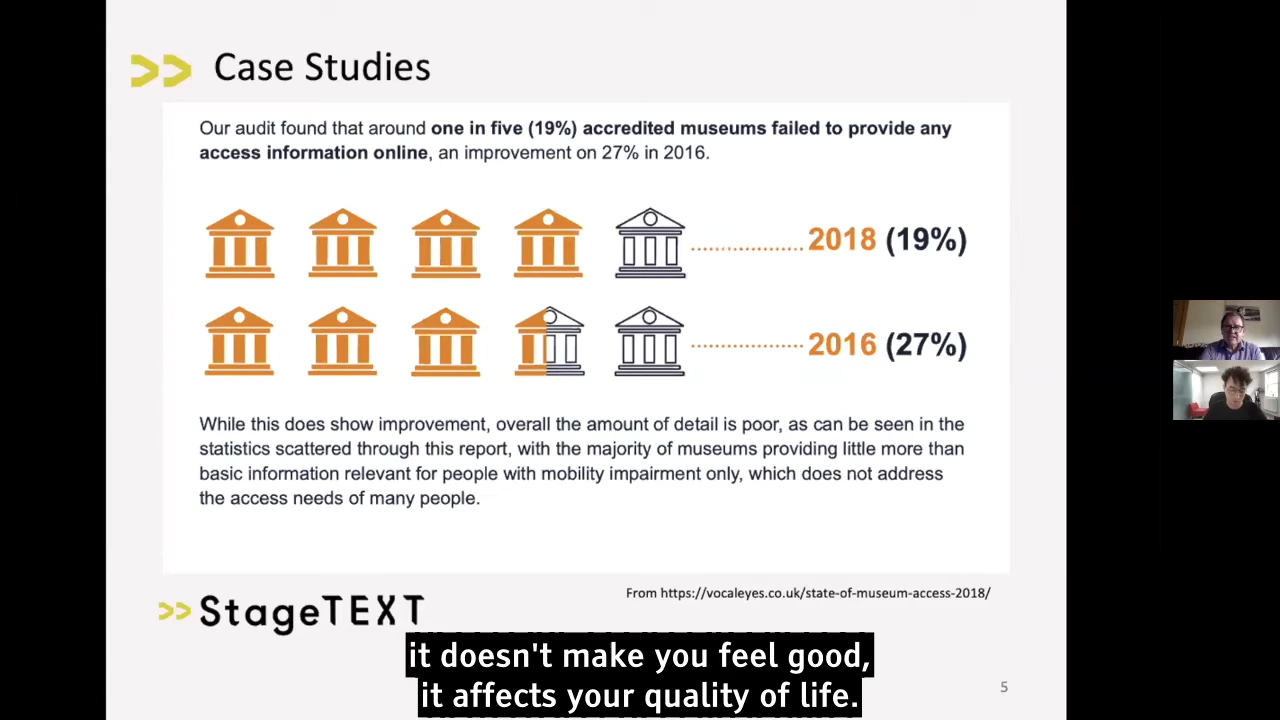 >> Case Studies
Our audit found that around one in five (19%) accredited museums failed to provide any
access information online, an improvement on 27% in 2016.
2018 (19%)
2016 (27%)
While this does show improvement, overall the amount of detail is poor, as can be seen in the
statistics scattered through this report, with the majority of museums providing little more than
basic information relevant for people with mobility impairment only, which does not address
the access needs of many people.
From https://vocaleyes.co.uk/state-of-museum-access-2018/
>> StageTEXT
it doesn't make you feel good,
it affects your quality of life.
5